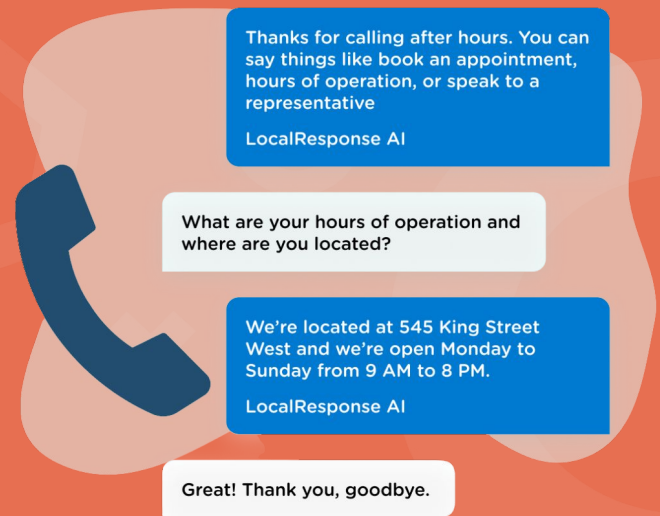 Thanks for calling after hours. You can
say things like book an appointment,
hours of operation, or speak to a
representative
LocalResponse AI
What are your hours of operation and
where are you located?
We’re located at 545 King Street
West and we’re open Monday to
Sunday from 9 AM to 8 PM.
LocalResponse AI
Great! Thank you, goodbye.